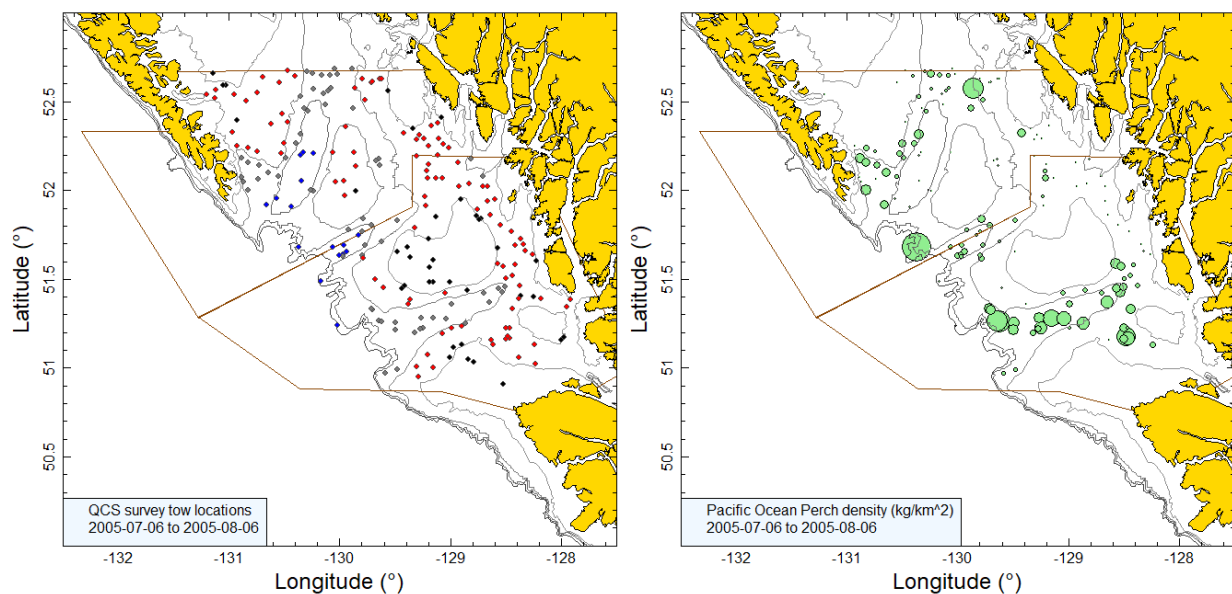 52.5
52
51.5
51
50.5
Latitude (°)
QCS survey tow locations
2005-07-06 to 2005-08-06
-132
-131
-130
-129
-128
Longitude (°)
52.5
52
51.5
51
50.5
Latitude (°)
Pacific Ocean Perch density (kg/km^2)
2005-07-06 to 2005-08-06
-132
-131
-130
-129
-128
Longitude (°)